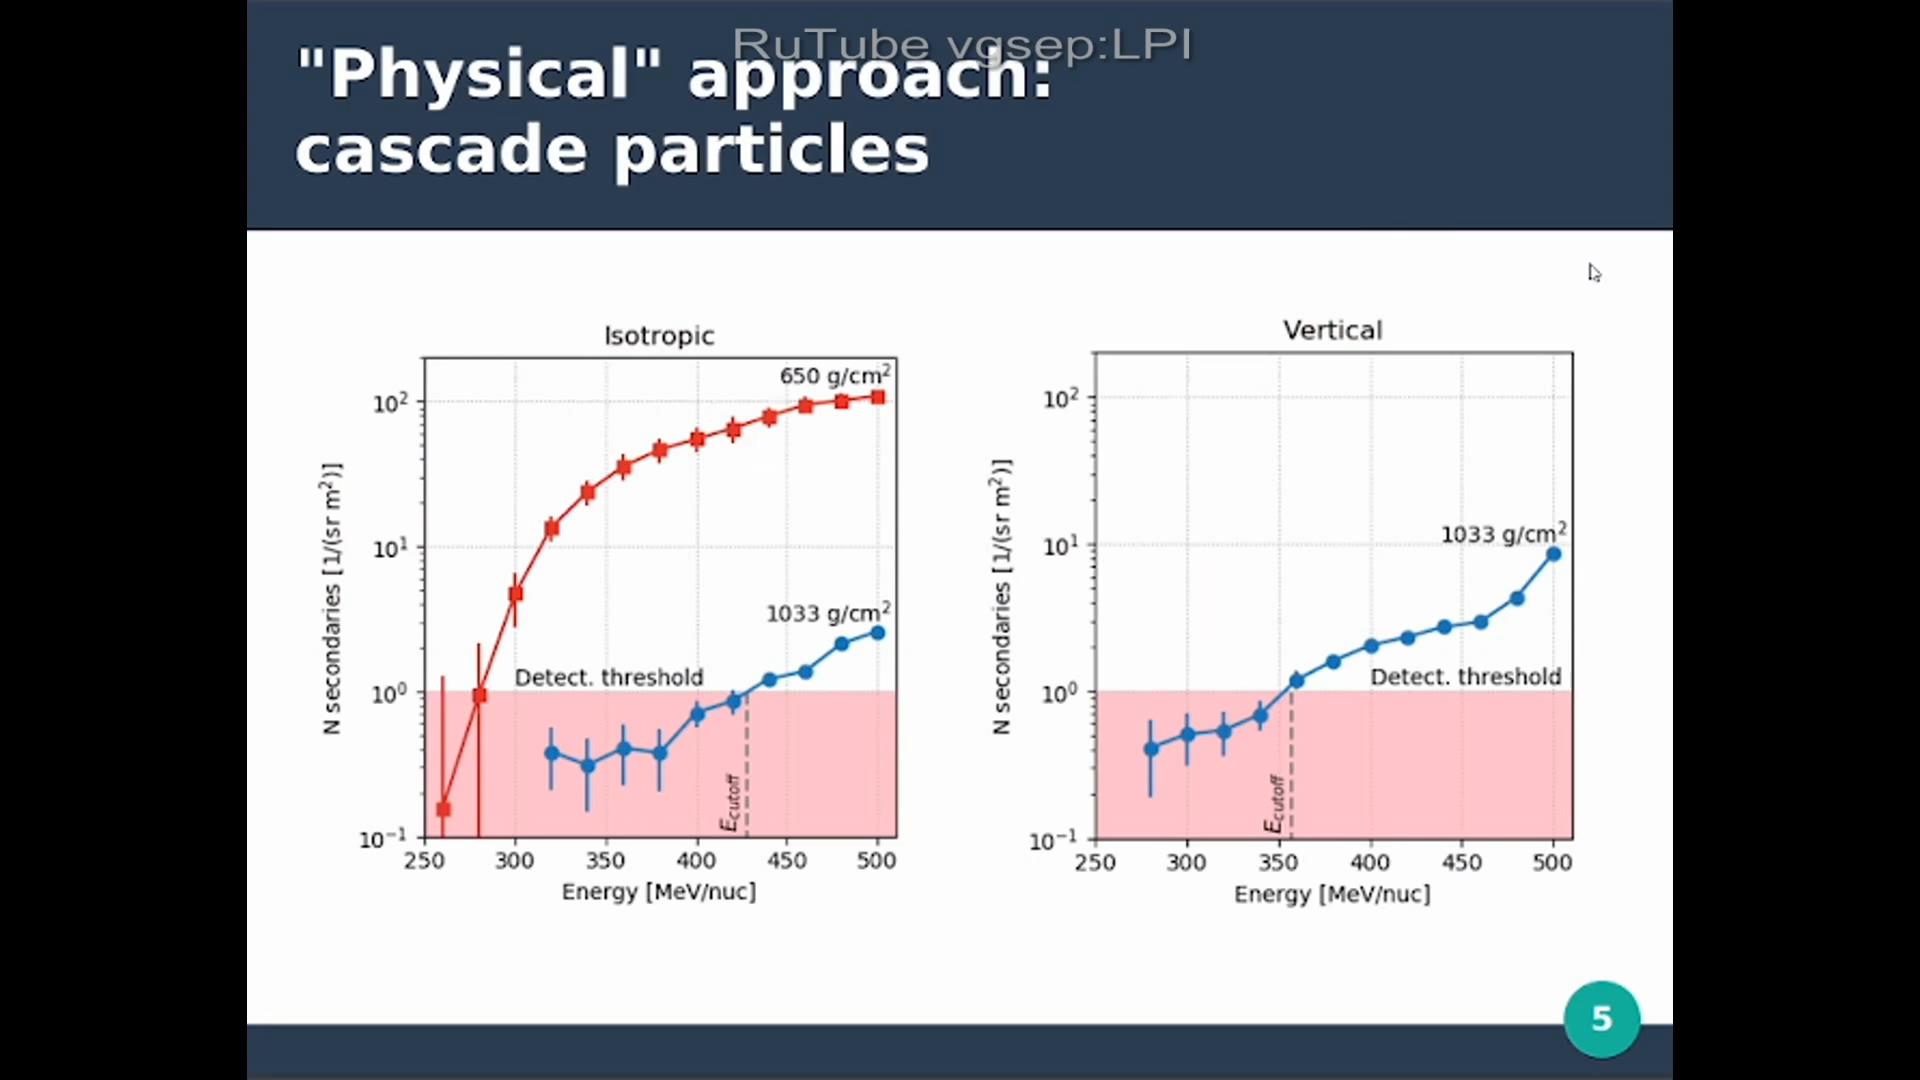 RuTube vgsep:LPI
"Physical" approach:
cascade particles
Isotropic
650 g/cm²
10²
10¹
10⁰
10⁻¹
N secondaries [1/(sr m²)]
1033 g/cm²
Detect. threshold
E_cutoff
250 300 350 400 450 500
Energy [MeV/nuc]
Vertical
10²
10¹
10⁰
10⁻¹
N secondaries [1/(sr m²)]
1033 g/cm²
Detect. threshold
E_cutoff
250 300 350 400 450 500
Energy [MeV/nuc]
5